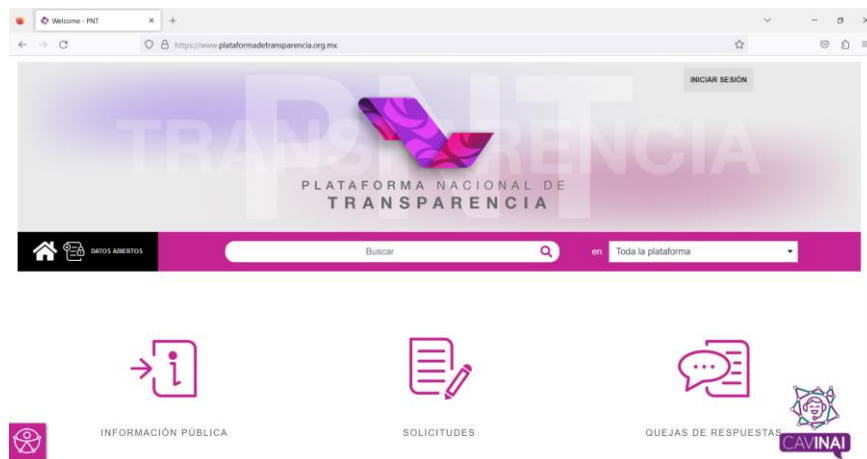 Welcome - PNT
https://www.plataformadetransparencia.org.mx
INICIAR SESIÓN
PNT
TRANSPARENCIA
PLATAFORMA NACIONAL DE
TRANSPARENCIA
DATOS ABIERTOS
Buscar
en
Toda la plataforma
INFORMACIÓN PÚBLICA
SOLICITUDES
QUEJAS DE RESPUESTAS
CAVINAI